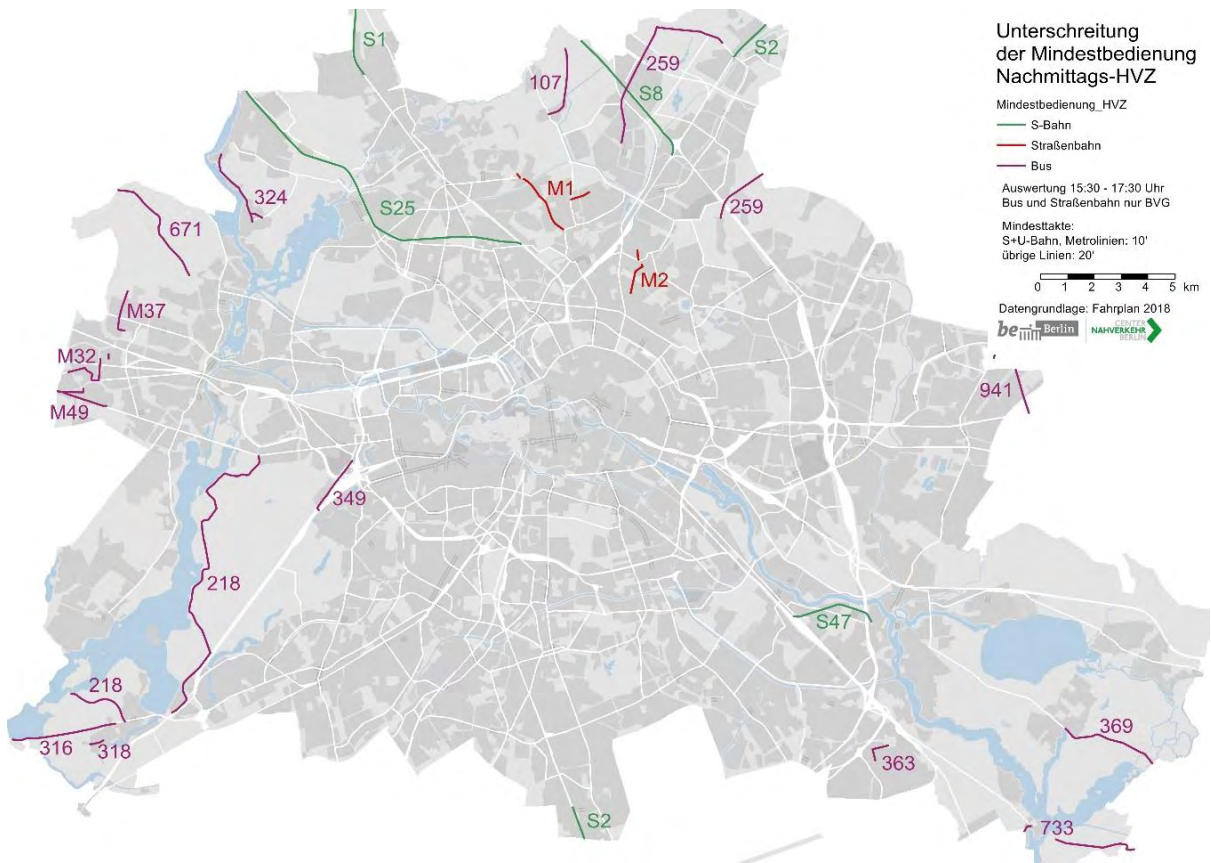 Unterschreitung
der Mindestbedienung
Nachmittags-HVZ
Mindestbedienung_HVZ
S-Bahn
Straßenbahn
Bus
Auswertung 15:30 - 17:30 Uhr
Bus und Straßenbahn nur BVG
Mindesttakte:
S+U-Bahn, Metrolinien: 10'
übrige Linien: 20'
0 1 2 3 4 5 km
Datengrundlage: Fahrplan 2018
be Berlin
CENTER
NAHVERKEHR
BERLIN
S1
S2
259
107
S8
M1
324
S25
259
671
M2
M37
M32
M49
941
349
218
S47
218
316
318
369
363
S2
733